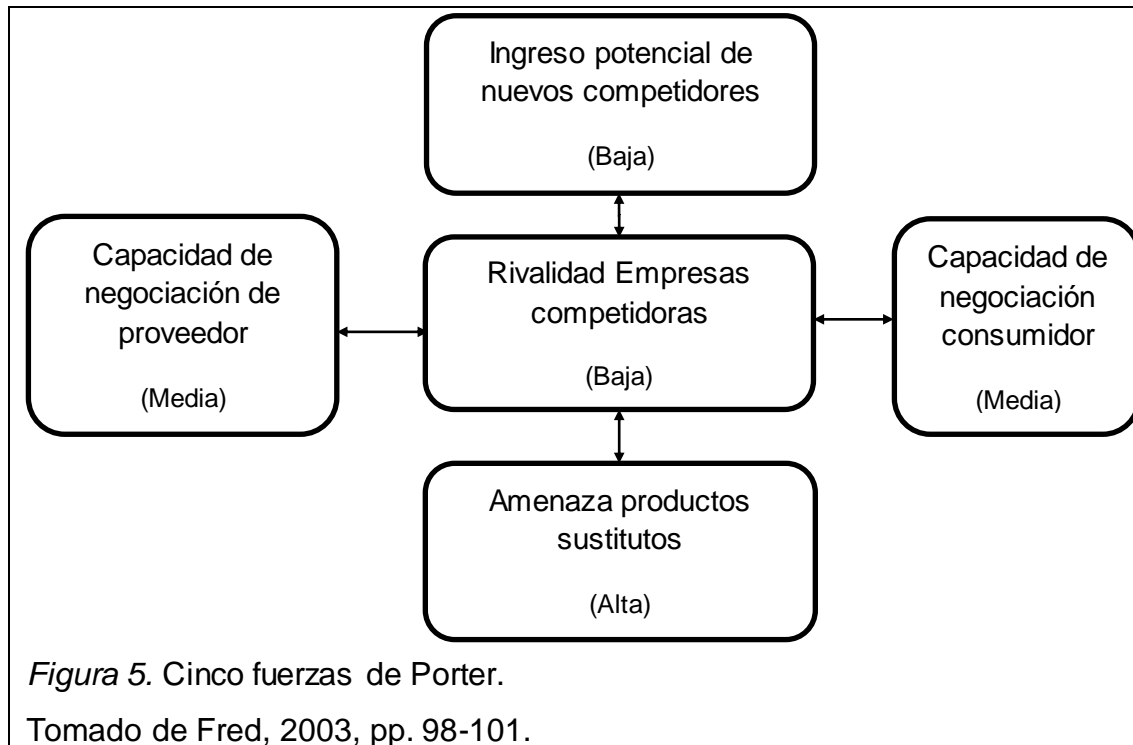 Ingreso potencial de
nuevos competidores
(Baja)
Capacidad de
negociación de
proveedor
(Media)
Rivalidad Empresas
competidoras
(Baja)
Capacidad de
negociación
consumidor
(Media)
Amenaza productos
sustitutos
(Alta)
Figura 5. Cinco fuerzas de Porter.
Tomado de Fred, 2003, pp. 98-101.